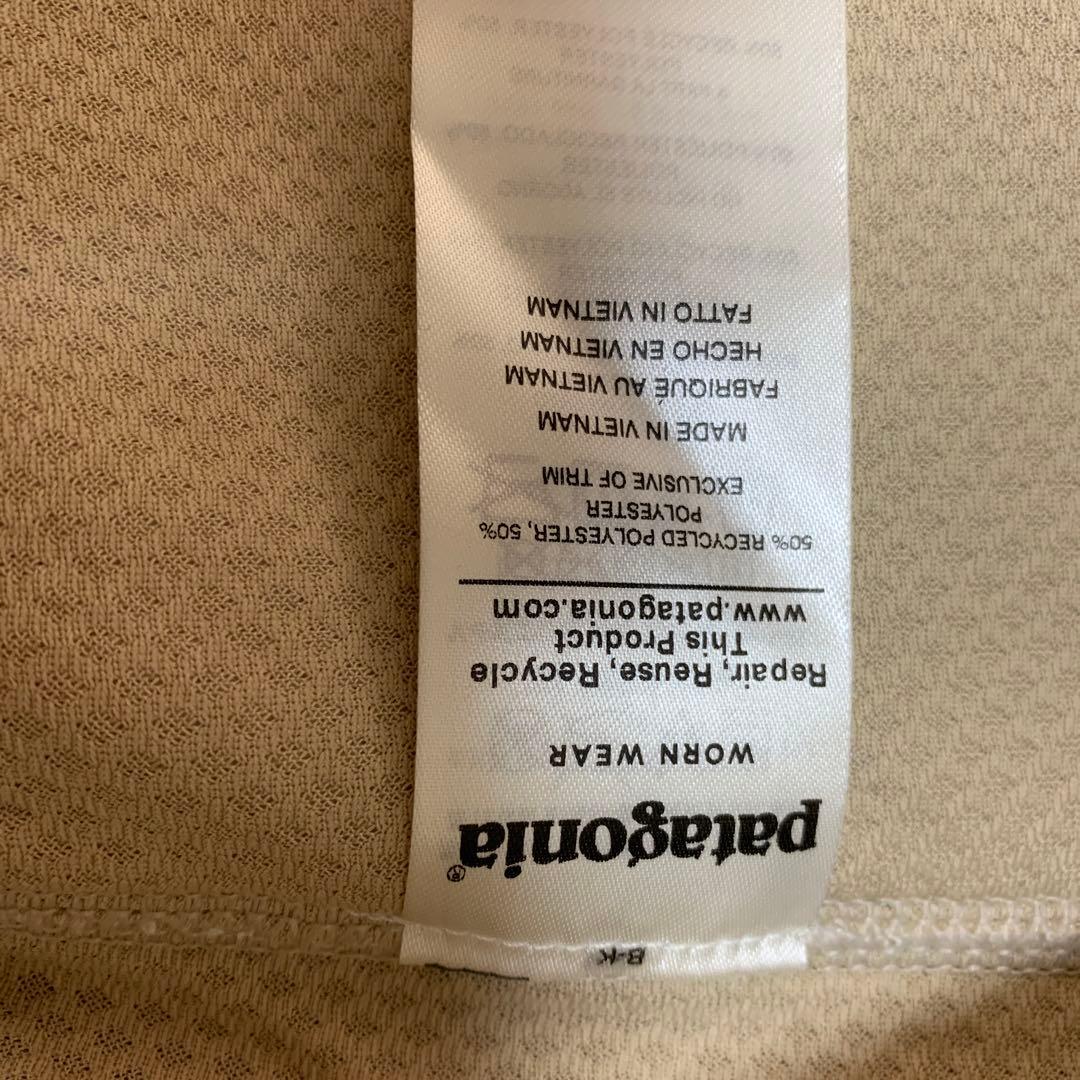 B-K
patagonia®
WORN WEAR
Repair, Reuse, Recycle
This Product
www.patagonia.com
50% RECYCLED POLYESTER, 50%
POLYESTER
EXCLUSIVE OF TRIM
MADE IN VIETNAM
FABRIQUÉ AU VIETNAM
HECHO EN VIETNAM
FATTO IN VIETNAM